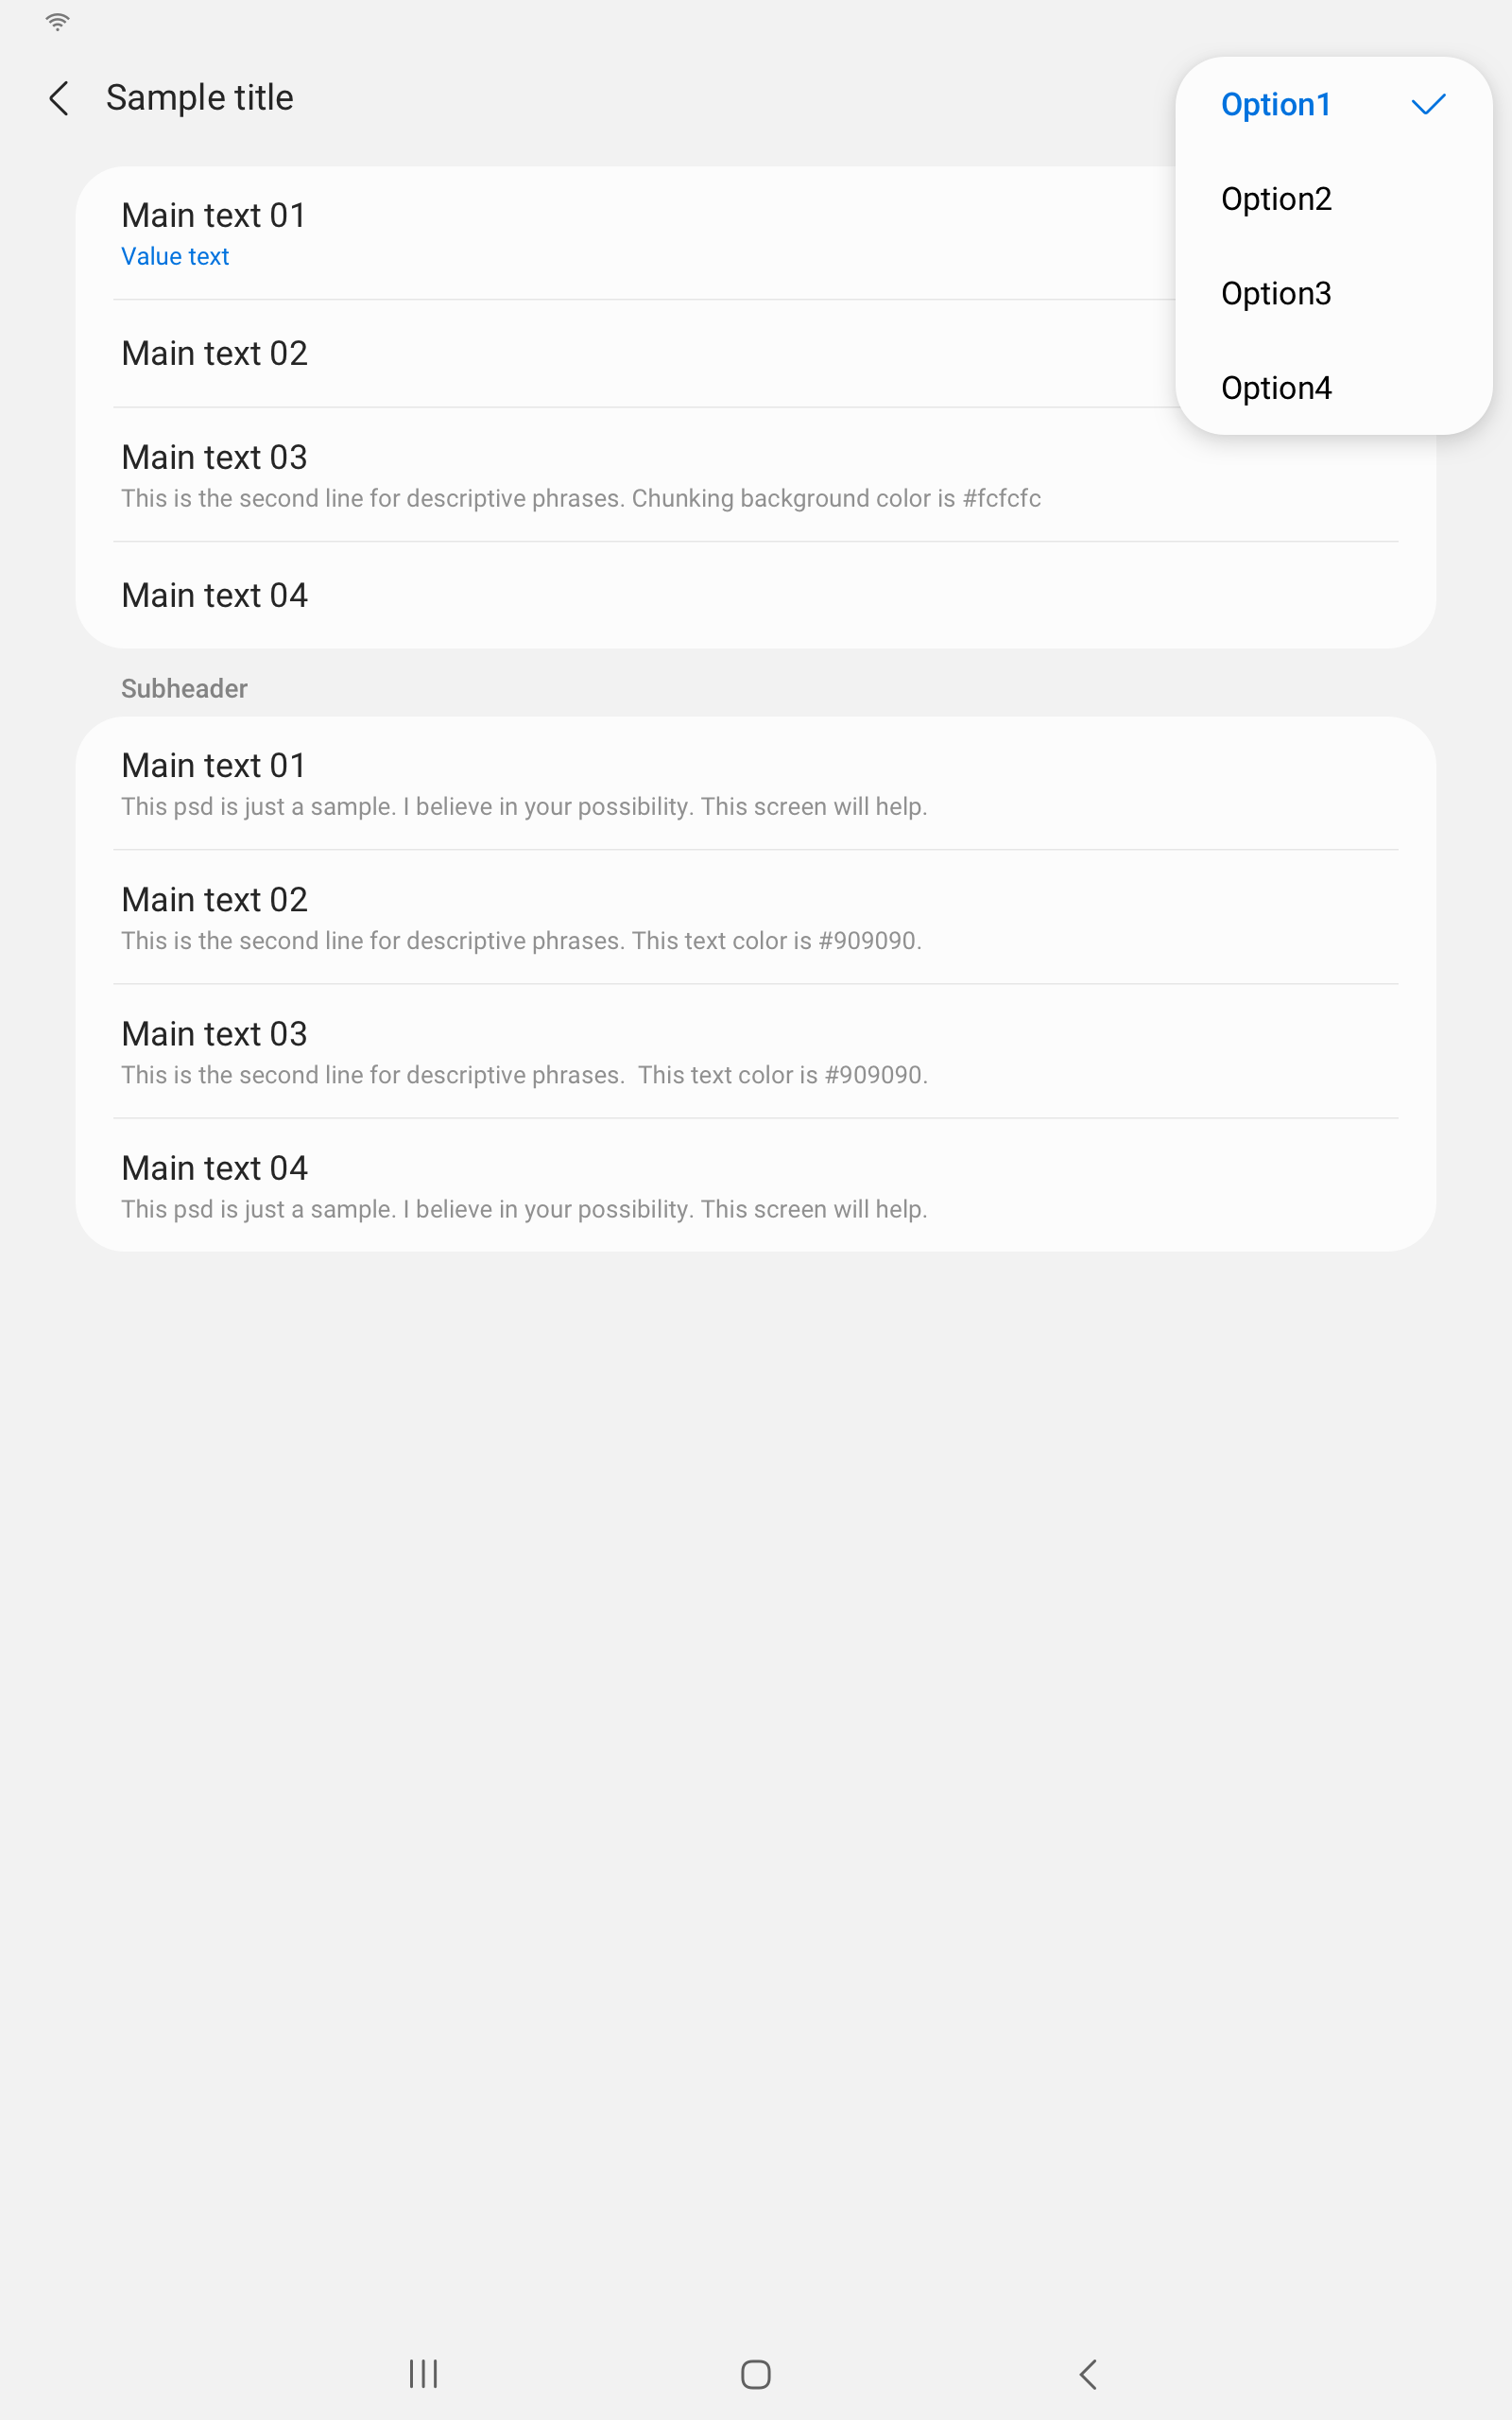 Sample title
Option1
Option2
Option3
Option4
Main text 01
Value text
Main text 02
Main text 03
This is the second line for descriptive phrases. Chunking background color is #fcfcfc
Main text 04
Subheader
Main text 01
This psd is just a sample. I believe in your possibility. This screen will help.
Main text 02
This is the second line for descriptive phrases. This text color is #909090.
Main text 03
This is the second line for descriptive phrases.  This text color is #909090.
Main text 04
This psd is just a sample. I believe in your possibility. This screen will help.